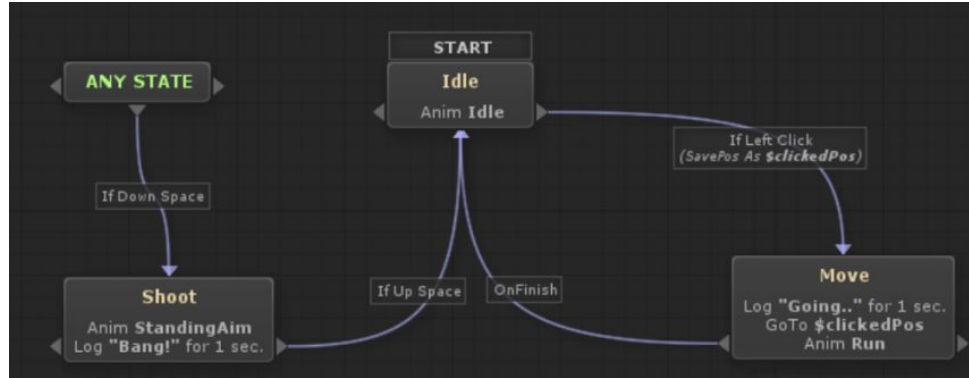 START
ANY STATE
Idle
Anim Idle
If Left Click
(SavePos As $clickedPos)
If Down Space
Shoot
Anim StandingAim
Log "Bang!" for 1 sec.
If Up Space
OnFinish
Move
Log "Going.." for 1 sec.
GoTo $clickedPos
Anim Run